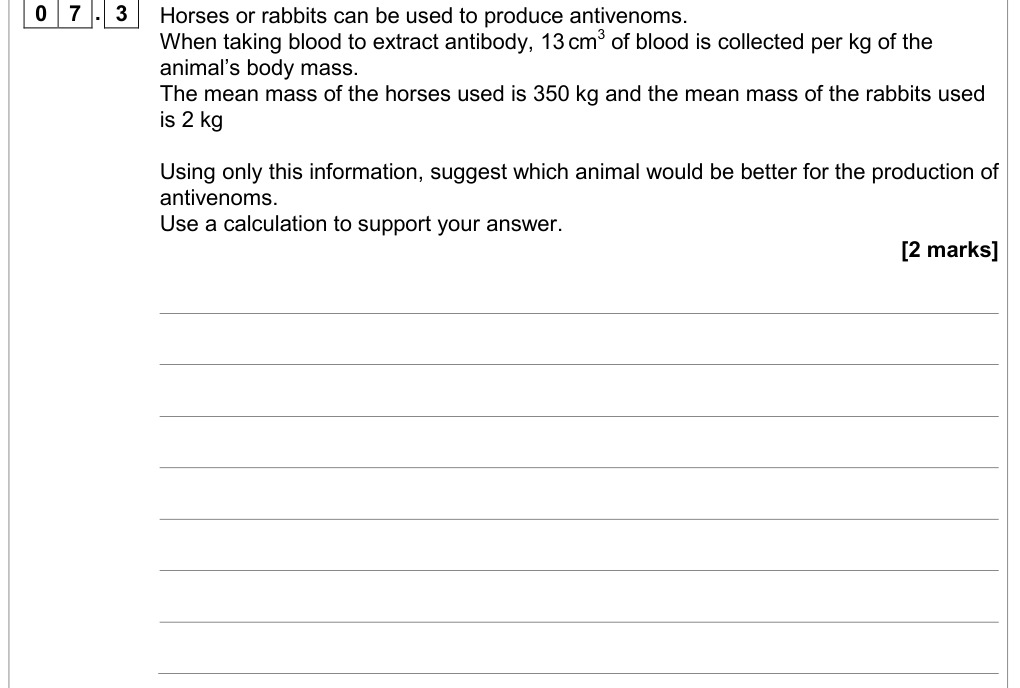 07.3 Horses or rabbits can be used to produce antivenoms.
When taking blood to extract antibody, 13 cm³ of blood is collected per kg of the
animal's body mass.
The mean mass of the horses used is 350 kg and the mean mass of the rabbits used
is 2 kg
Using only this information, suggest which animal would be better for the production of
antivenoms.
Use a calculation to support your answer.
[2 marks]